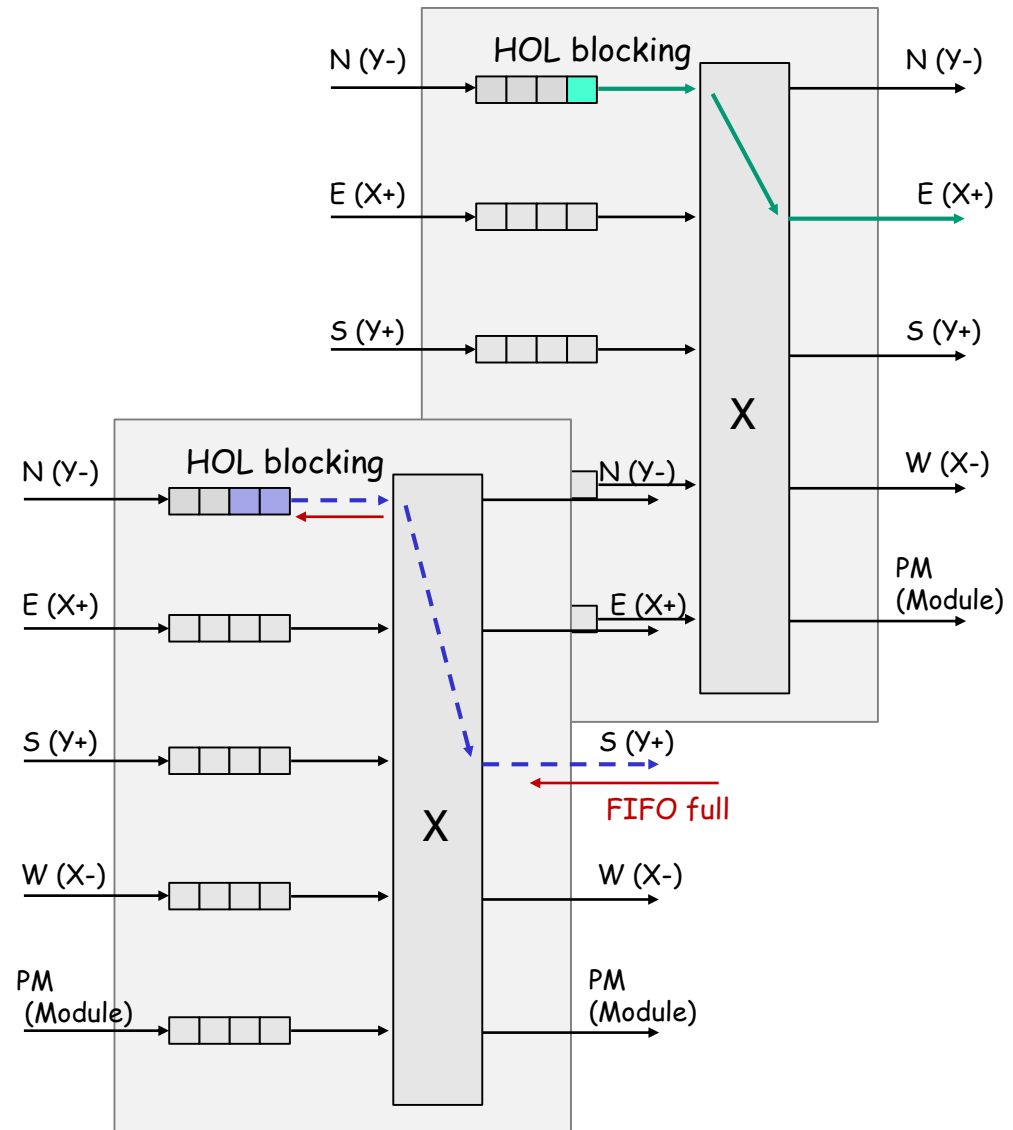 HOL blocking
N (Y-)
N (Y-)
E (X+)
E (X+)
S (Y+)
S (Y+)
X
W (X-)
PM
(Module)
HOL blocking
N (Y-)
N (Y-)
E (X+)
E (X+)
S (Y+)
S (Y+)
FIFO full
X
W (X-)
W (X-)
PM
(Module)
PM
(Module)